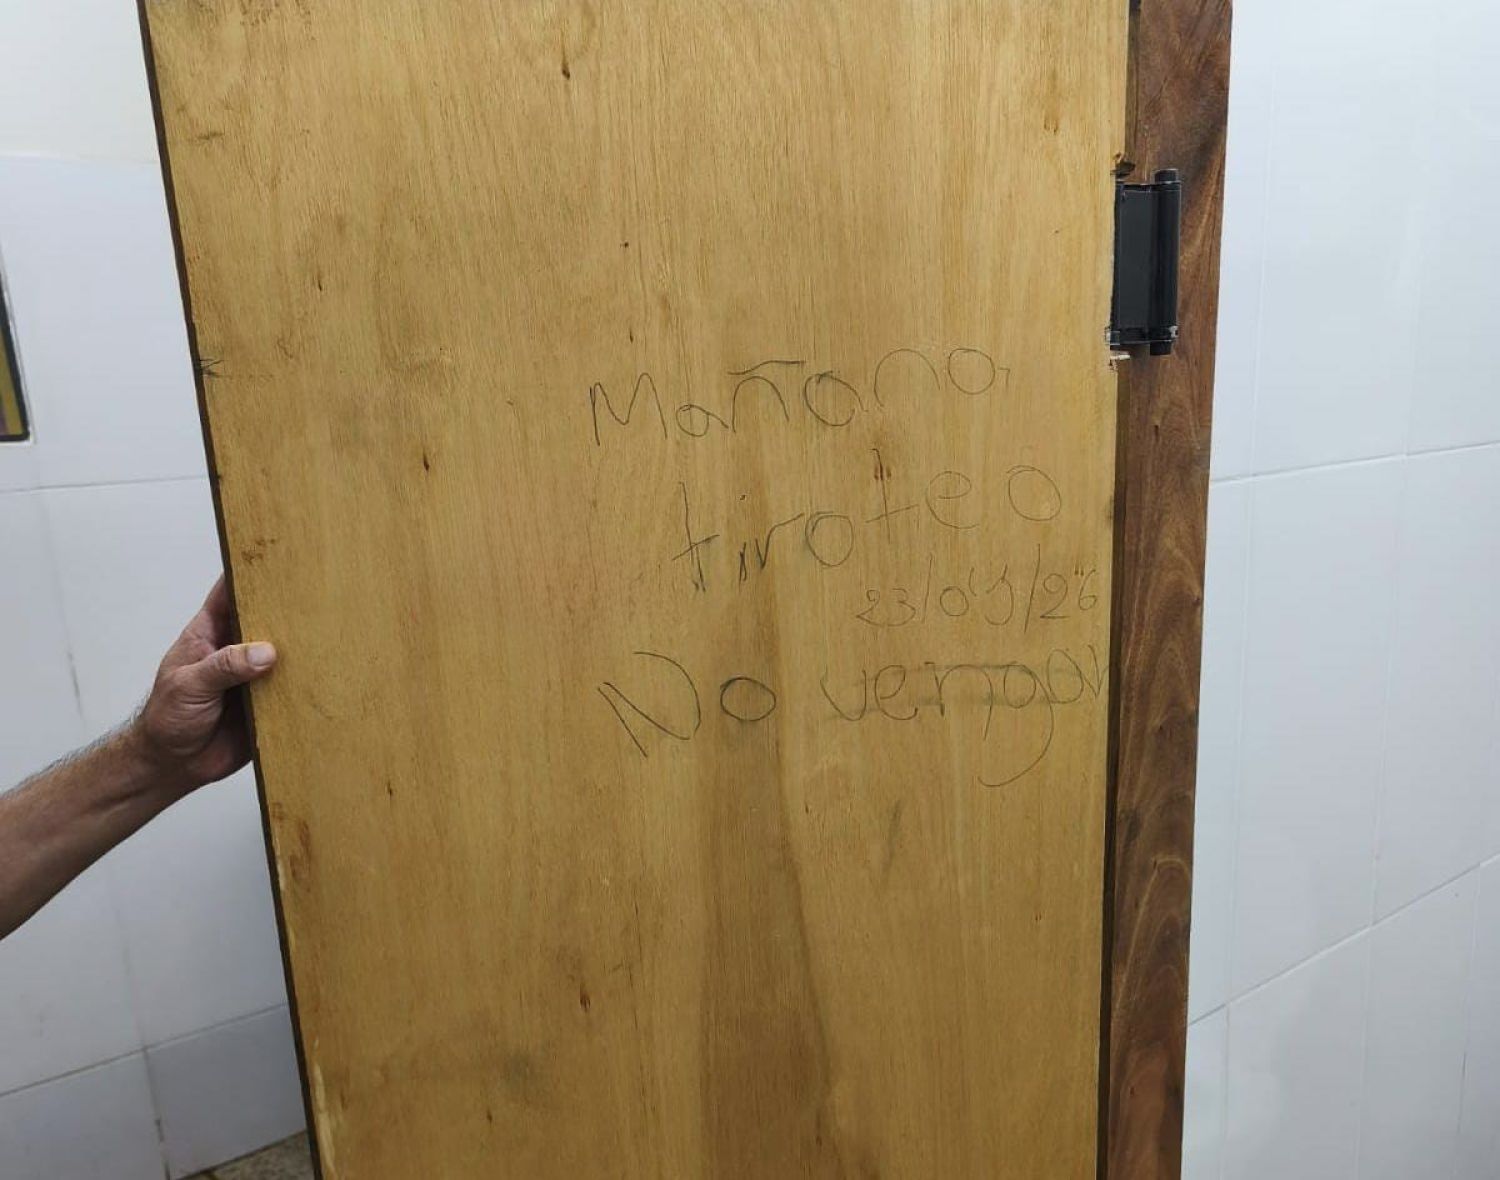 Mañana
tiroteo
No vengan